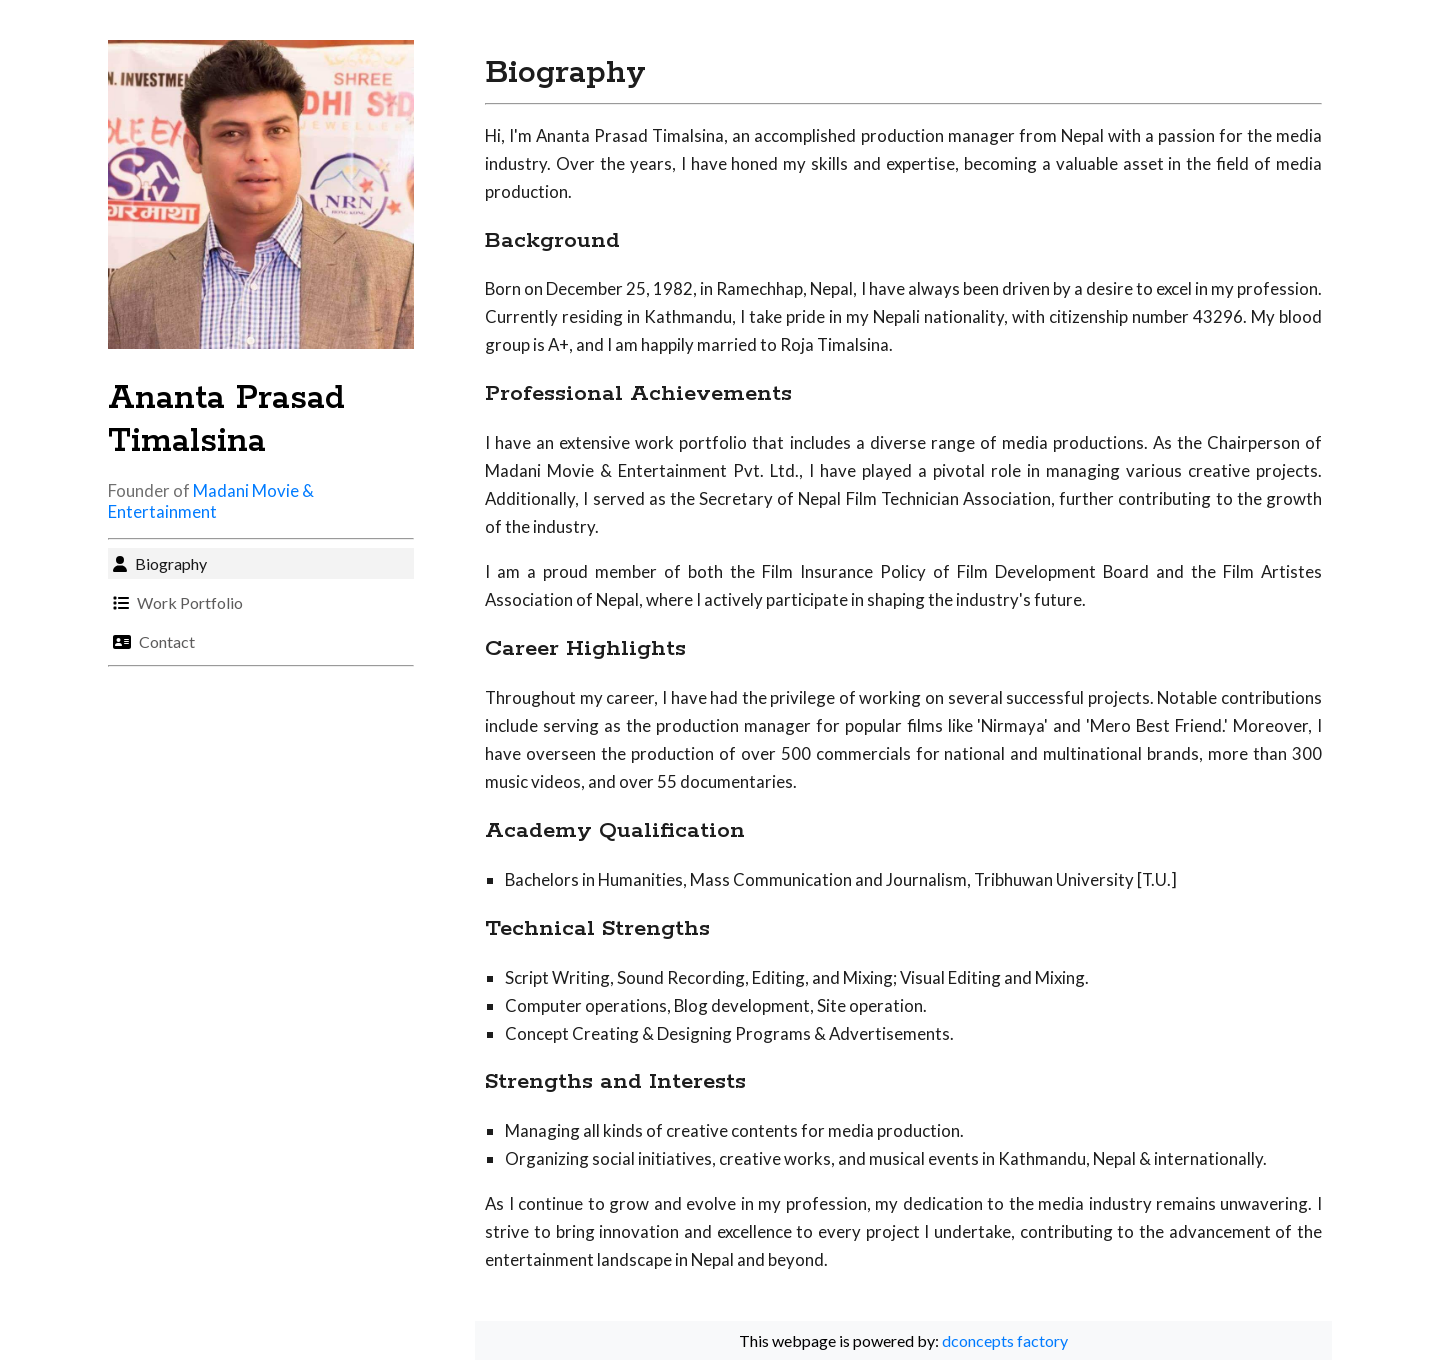 N. INVESTMEN
SHREE
DHI SID
JEWELLE
OLE EX
S
tv
गरमाथा
NRN
HONG KONG
Ananta Prasad
Timalsina
Founder of Madani Movie &
Entertainment
Biography
Work Portfolio
Contact
Biography
Hi, I'm Ananta Prasad Timalsina, an accomplished production manager from Nepal with a passion for the media
industry. Over the years, I have honed my skills and expertise, becoming a valuable asset in the field of media
production.
Background
Born on December 25, 1982, in Ramechhap, Nepal, I have always been driven by a desire to excel in my profession.
Currently residing in Kathmandu, I take pride in my Nepali nationality, with citizenship number 43296. My blood
group is A+, and I am happily married to Roja Timalsina.
Professional Achievements
I have an extensive work portfolio that includes a diverse range of media productions. As the Chairperson of
Madani Movie & Entertainment Pvt. Ltd., I have played a pivotal role in managing various creative projects.
Additionally, I served as the Secretary of Nepal Film Technician Association, further contributing to the growth
of the industry.
I am a proud member of both the Film Insurance Policy of Film Development Board and the Film Artistes
Association of Nepal, where I actively participate in shaping the industry's future.
Career Highlights
Throughout my career, I have had the privilege of working on several successful projects. Notable contributions
include serving as the production manager for popular films like 'Nirmaya' and 'Mero Best Friend.' Moreover, I
have overseen the production of over 500 commercials for national and multinational brands, more than 300
music videos, and over 55 documentaries.
Academy Qualification
Bachelors in Humanities, Mass Communication and Journalism, Tribhuwan University [T.U.]
Technical Strengths
Script Writing, Sound Recording, Editing, and Mixing; Visual Editing and Mixing.
Computer operations, Blog development, Site operation.
Concept Creating & Designing Programs & Advertisements.
Strengths and Interests
Managing all kinds of creative contents for media production.
Organizing social initiatives, creative works, and musical events in Kathmandu, Nepal & internationally.
As I continue to grow and evolve in my profession, my dedication to the media industry remains unwavering. I
strive to bring innovation and excellence to every project I undertake, contributing to the advancement of the
entertainment landscape in Nepal and beyond.
This webpage is powered by: dconcepts factory